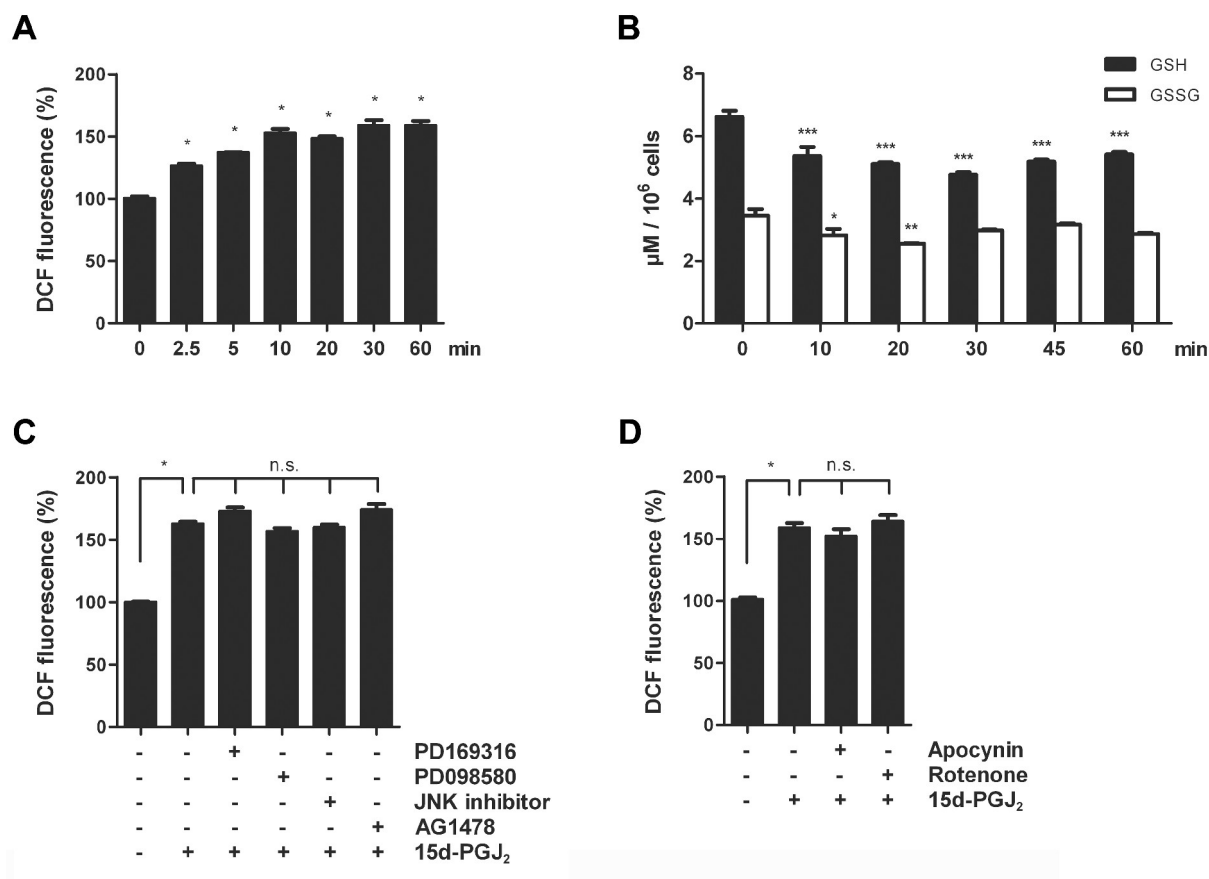 A
DCF fluorescence (%)
200
150
100
50
0
* * * * * *
0 2.5 5 10 20 30 60 min
B
µM / 10⁶ cells
8
6
4
2
0
GSH
GSSG
*** *** *** *** ***
* **
0 10 20 30 45 60 min
C
DCF fluorescence (%)
200
150
100
50
0
* n.s.
- - + - - - PD169316
- - - + - - PD098580
- - - - + - JNK inhibitor
- - - - - + AG1478
- + + + + + 15d-PGJ₂
D
DCF fluorescence (%)
200
150
100
50
0
* n.s.
- - + - Apocynin
- - - + Rotenone
- + + + 15d-PGJ₂